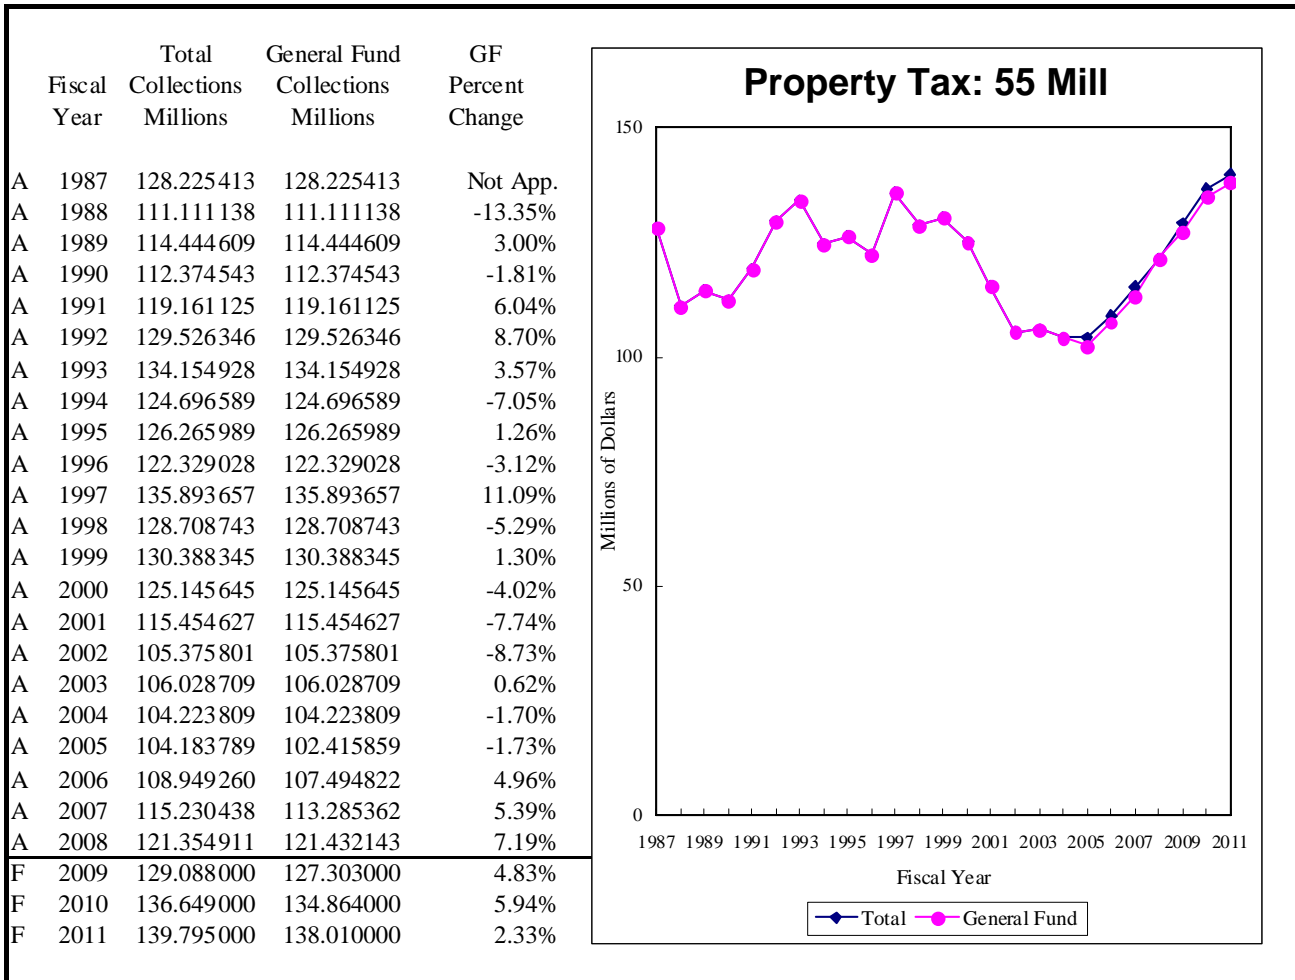 Total General Fund GF
Fiscal Collections Collections Percent
Year Millions Millions Change
A 1987 128.225413 128.225413 Not App.
A 1988 111.111138 111.111138 -13.35%
A 1989 114.444609 114.444609 3.00%
A 1990 112.374543 112.374543 -1.81%
A 1991 119.161125 119.161125 6.04%
A 1992 129.526346 129.526346 8.70%
A 1993 134.154928 134.154928 3.57%
A 1994 124.696589 124.696589 -7.05%
A 1995 126.265989 126.265989 1.26%
A 1996 122.329028 122.329028 -3.12%
A 1997 135.893657 135.893657 11.09%
A 1998 128.708743 128.708743 -5.29%
A 1999 130.388345 130.388345 1.30%
A 2000 125.145645 125.145645 -4.02%
A 2001 115.454627 115.454627 -7.74%
A 2002 105.375801 105.375801 -8.73%
A 2003 106.028709 106.028709 0.62%
A 2004 104.223809 104.223809 -1.70%
A 2005 104.183789 102.415859 -1.73%
A 2006 108.949260 107.494822 4.96%
A 2007 115.230438 113.285362 5.39%
A 2008 121.354911 121.432143 7.19%
F 2009 129.088000 127.303000 4.83%
F 2010 136.649000 134.864000 5.94%
F 2011 139.795000 138.010000 2.33%
Property Tax: 55 Mill
150
100
50
0
Millions of Dollars
1987 1989 1991 1993 1995 1997 1999 2001 2003 2005 2007 2009 2011
Fiscal Year
Total General Fund